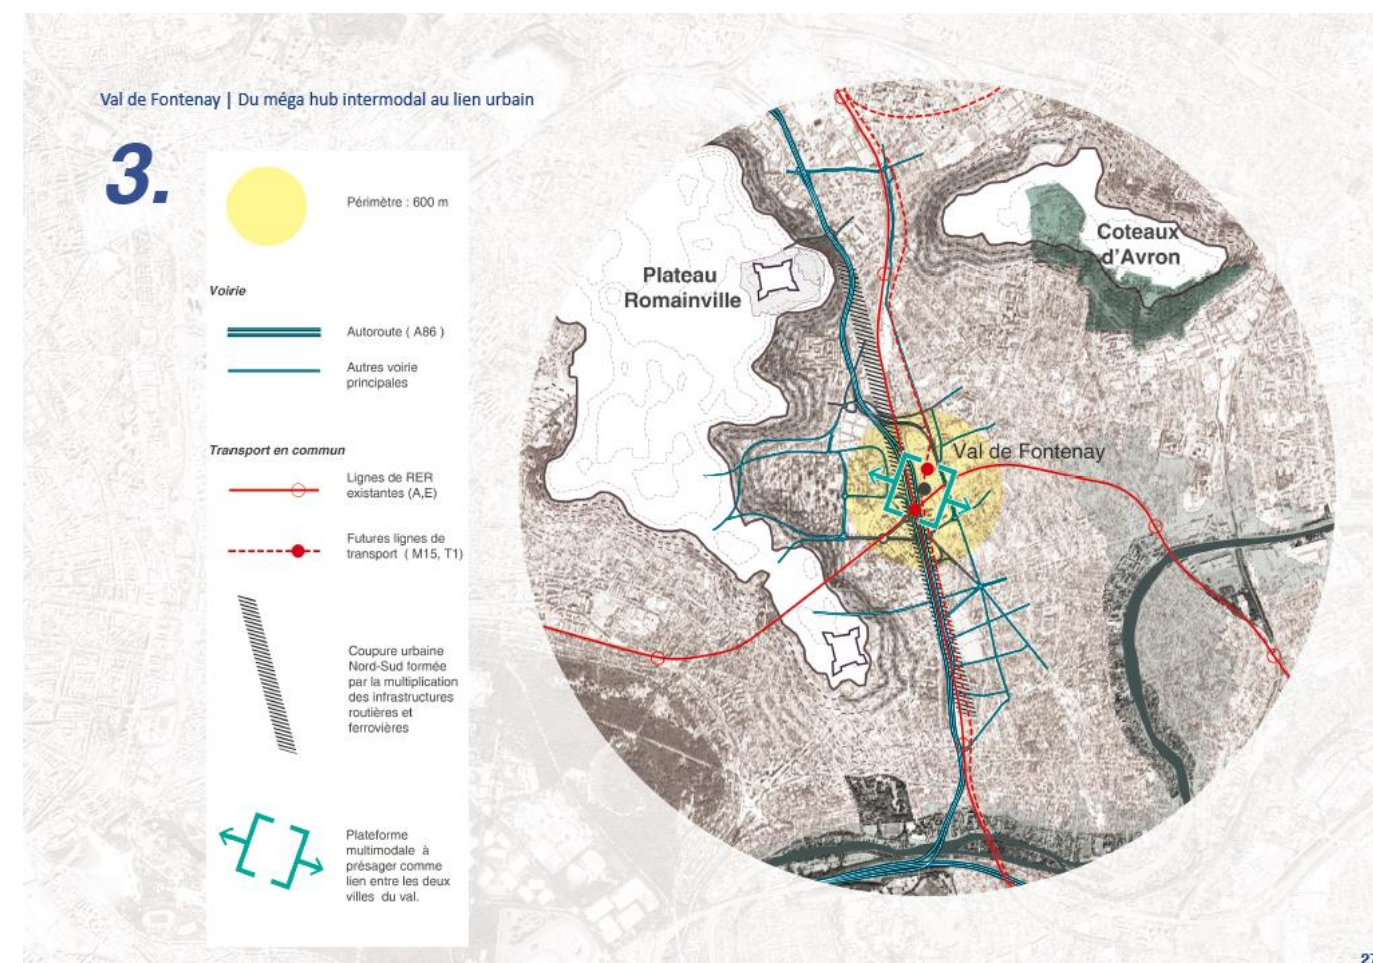 Val de Fontenay | Du méga hub intermodal au lien urbain
3.
Périmètre : 600 m
Voirie
Autoroute ( A86 )
Autres voirie
principales
Transport en commun
Lignes de RER
existantes (A,E)
Futures lignes de
transport ( M15, T1)
Coupure urbaine
Nord-Sud formée
par la multiplication
des infrastructures
routières et
ferrovières
Plateforme
multimodale à
présager comme
lien entre les deux
villes du val.
Plateau
Romainville
Coteaux
d'Avron
Val de Fontenay
27